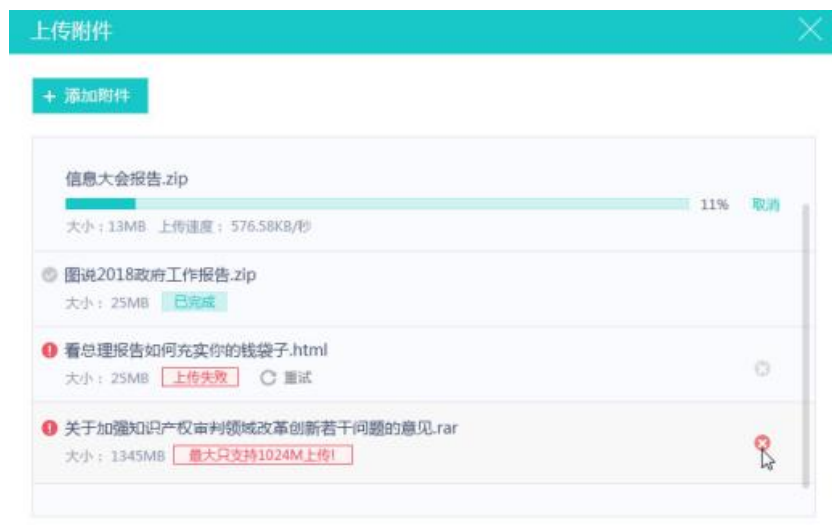 上传附件
+ 添加附件
信息大会报告.zip
11% 取消
大小：13MB 上传速度： 576.58KB/秒
图说2018政府工作报告.zip
大小： 25MB 已完成
看总理报告如何充实你的钱袋子.html
大小： 25MB 上传失败 重试
关于加强知识产权审判领域改革创新若干问题的意见.rar
大小： 1345MB 最大只支持1024M上传!